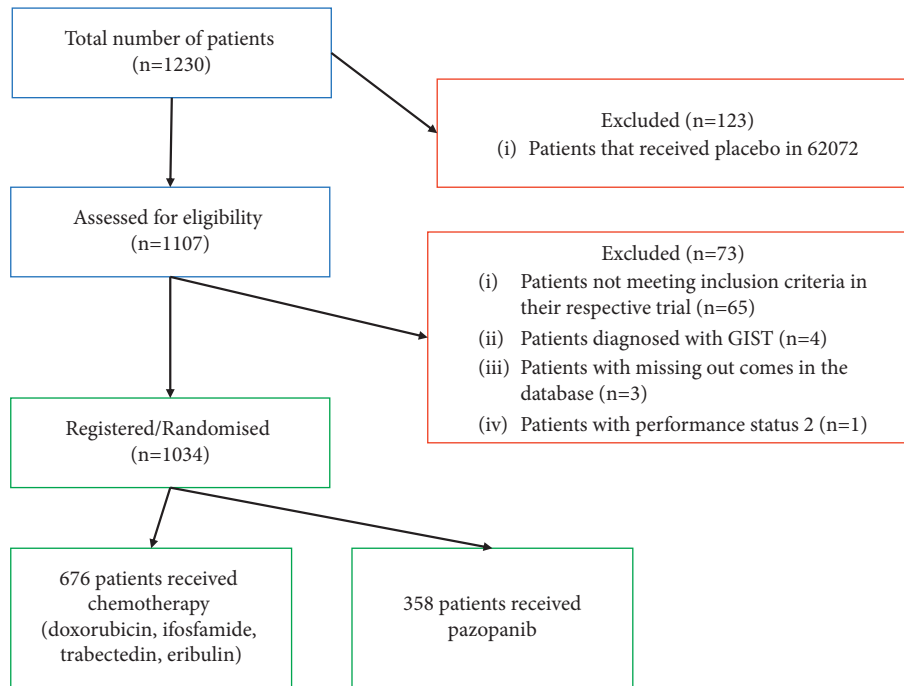 Total number of patients
(n=1230)
Excluded (n=123)
(i) Patients that received placebo in 62072
Assessed for eligibility
(n=1107)
Excluded (n=73)
(i) Patients not meeting inclusion criteria in
their respective trial (n=65)
(ii) Patients diagnosed with GIST (n=4)
(iii) Patients with missing out comes in the
database (n=3)
(iv) Patients with performance status 2 (n=1)
Registered/Randomised
(n=1034)
676 patients received
chemotherapy
(doxorubicin, ifosfamide,
trabectedin, eribulin)
358 patients received
pazopanib